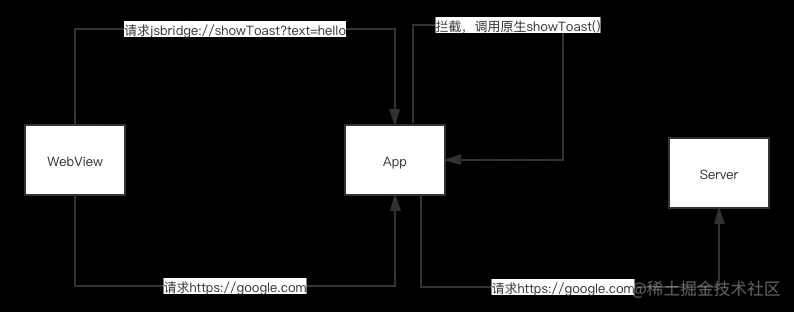 请求jsbridge://showToast?text=hello
拦截，调用原生showToast()
WebView
App
Server
请求https://google.com
请求https://google.com
@稀土掘金技术社区